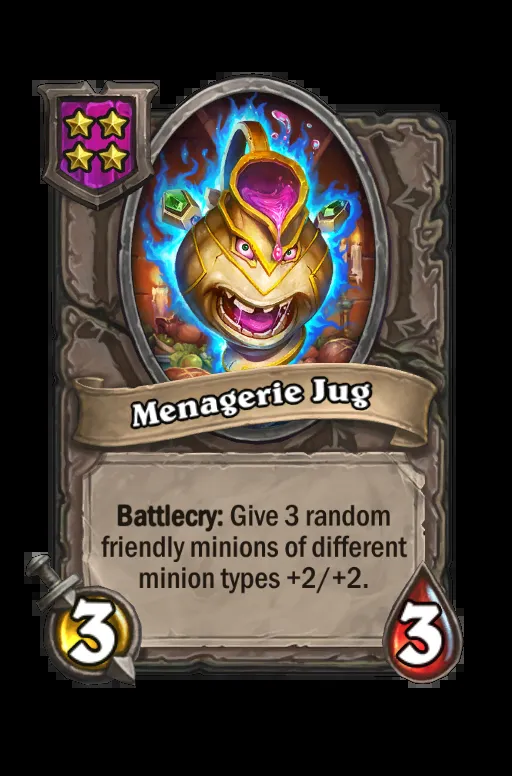 Menagerie Jug
Battlecry: Give 3 random
friendly minions of different
minion types +2/+2.
3
3